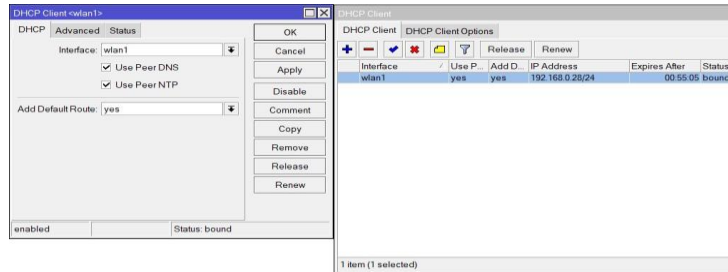 DHCP Client <wlan1>
DHCP Advanced Status
Interface: wlan1
Use Peer DNS
Use Peer NTP
Add Default Route: yes
OK
Cancel
Apply
Disable
Comment
Copy
Remove
Release
Renew
enabled Status: bound
DHCP Client
DHCP Client DHCP Client Options
Release Renew
Interface Use P... Add D... IP Address Expires After Status
wlan1 yes yes 192.168.0.28/24 00:55:05 bound
1 item (1 selected)